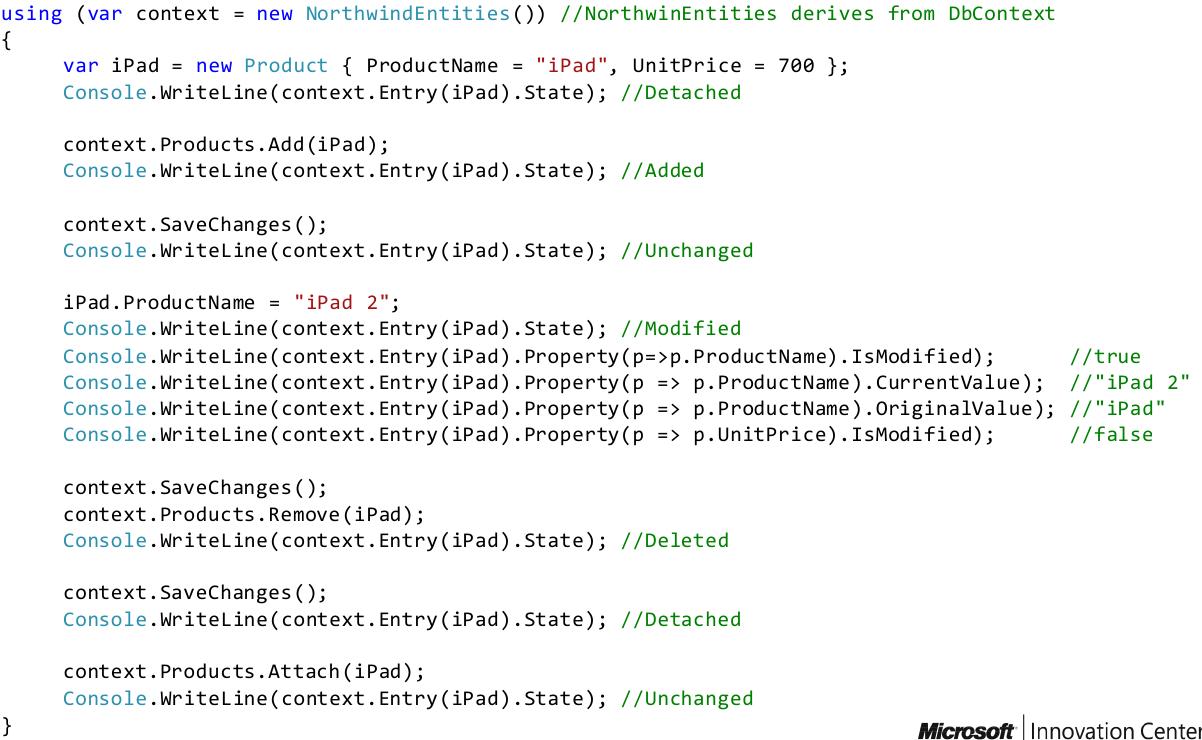 using (var context = new NorthwindEntities()) //NorthwinEntities derives from DbContext
{
var iPad = new Product { ProductName = "iPad", UnitPrice = 700 };
Console.WriteLine(context.Entry(iPad).State); //Detached
context.Products.Add(iPad);
Console.WriteLine(context.Entry(iPad).State); //Added
context.SaveChanges();
Console.WriteLine(context.Entry(iPad).State); //Unchanged
iPad.ProductName = "iPad 2";
Console.WriteLine(context.Entry(iPad).State); //Modified
Console.WriteLine(context.Entry(iPad).Property(p=>p.ProductName).IsModified); //true
Console.WriteLine(context.Entry(iPad).Property(p => p.ProductName).CurrentValue); //"iPad 2"
Console.WriteLine(context.Entry(iPad).Property(p => p.ProductName).OriginalValue); //"iPad"
Console.WriteLine(context.Entry(iPad).Property(p => p.UnitPrice).IsModified); //false
context.SaveChanges();
context.Products.Remove(iPad);
Console.WriteLine(context.Entry(iPad).State); //Deleted
context.SaveChanges();
Console.WriteLine(context.Entry(iPad).State); //Detached
context.Products.Attach(iPad);
Console.WriteLine(context.Entry(iPad).State); //Unchanged
}
Microsoft | Innovation Center